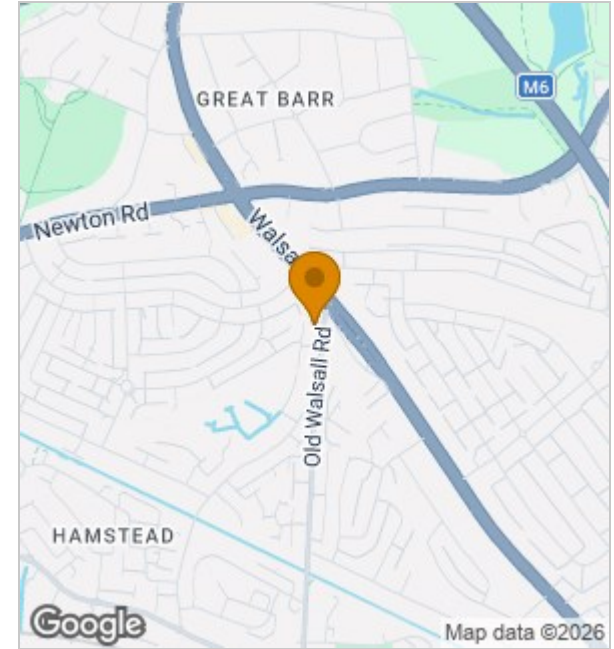 GREAT BARR
M6
Newton Rd
Walsa
Old Walsall Rd
HAMSTEAD
Google
Map data ©2026